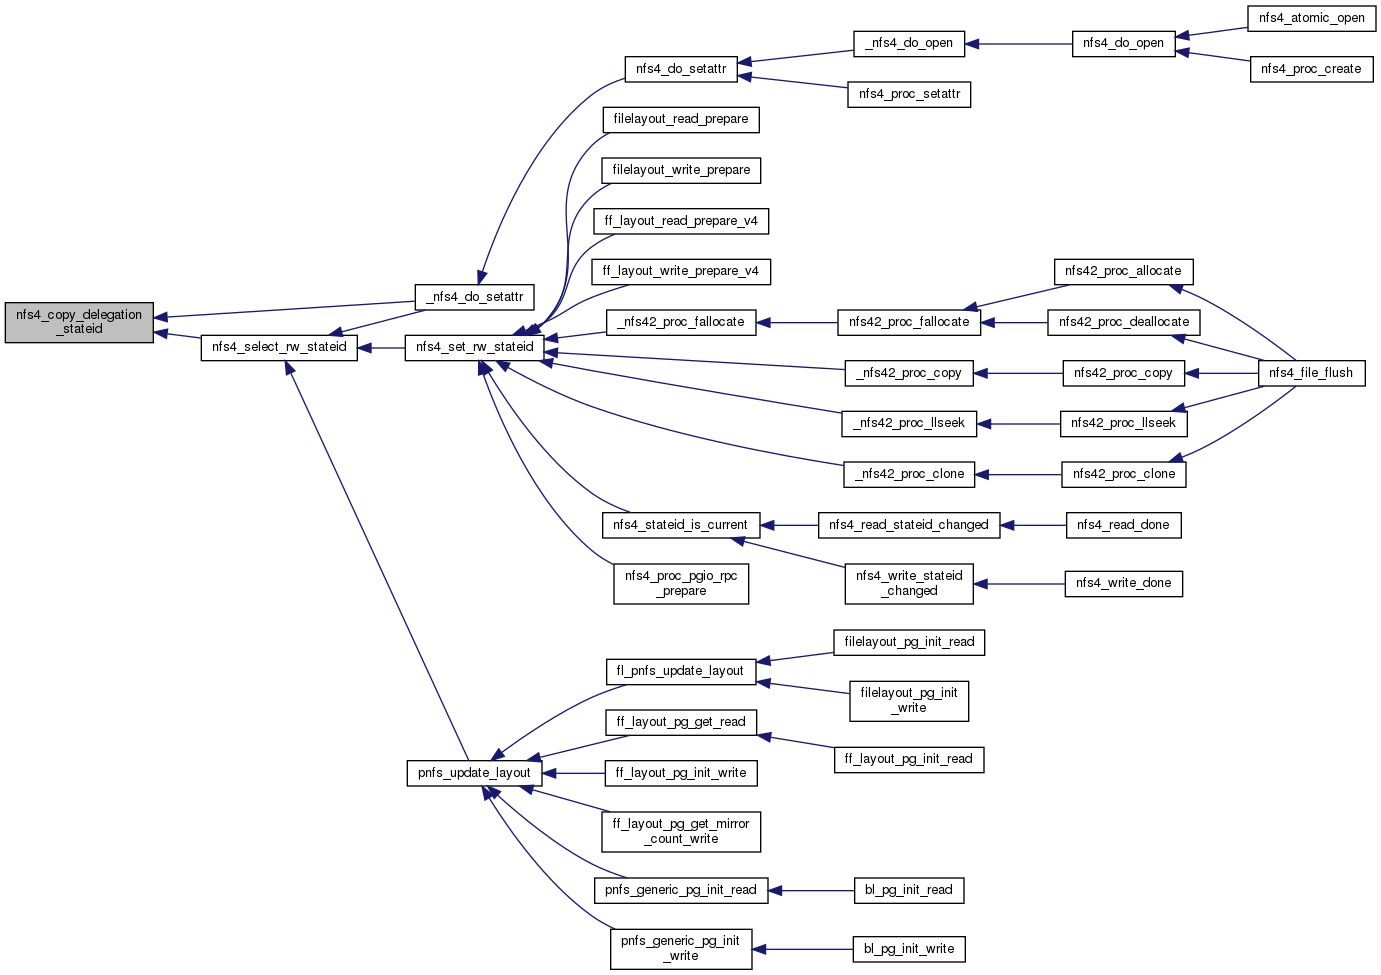 nfs4_atomic_open
_nfs4_do_open
nfs4_do_open
nfs4_do_setattr
nfs4_proc_create
nfs4_proc_setattr
filelayout_read_prepare
filelayout_write_prepare
ff_layout_read_prepare_v4
ff_layout_write_prepare_v4
nfs42_proc_allocate
nfs4_copy_delegation
_stateid
_nfs4_do_setattr
_nfs42_proc_fallocate
nfs42_proc_fallocate
nfs42_proc_deallocate
nfs4_select_rw_stateid
nfs4_set_rw_stateid
_nfs42_proc_copy
nfs42_proc_copy
nfs4_file_flush
_nfs42_proc_llseek
nfs42_proc_llseek
_nfs42_proc_clone
nfs42_proc_clone
nfs4_stateid_is_current
nfs4_read_stateid_changed
nfs4_read_done
nfs4_proc_pgio_rpc
_prepare
nfs4_write_stateid
_changed
nfs4_write_done
filelayout_pg_init_read
fl_pnfs_update_layout
filelayout_pg_init
_write
ff_layout_pg_get_read
ff_layout_pg_init_read
pnfs_update_layout
ff_layout_pg_init_write
ff_layout_pg_get_mirror
_count_write
pnfs_generic_pg_init_read
bl_pg_init_read
pnfs_generic_pg_init
_write
bl_pg_init_write